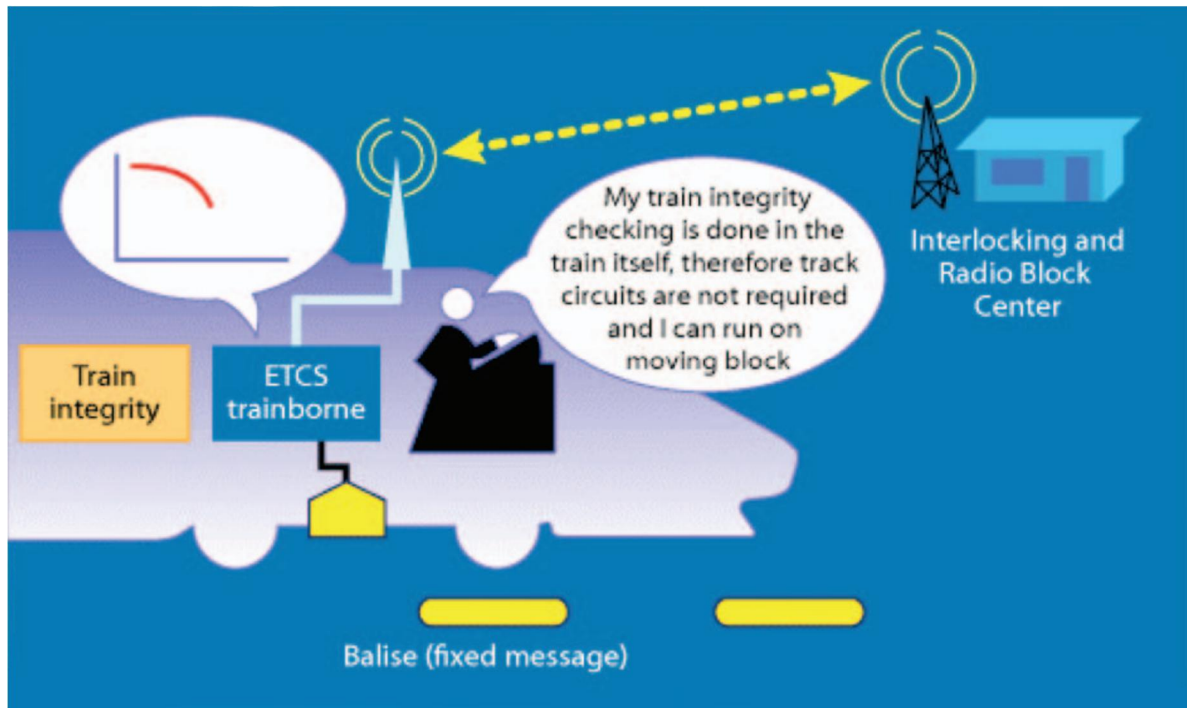 My train integrity
checking is done in the
train itself, therefore track
circuits are not required
and I can run on
moving block
Interlocking and
Radio Block
Center
Train
integrity
ETCS
trainborne
Balise (fixed message)